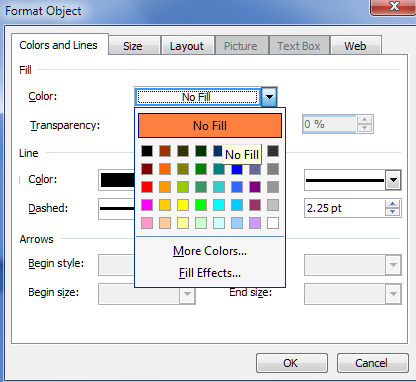 Format Object
Colors and Lines Size Layout Picture Text Box Web
Fill
Color: No Fill
Transparency: 0 %
No Fill
No Fill
Line
Color:
Dashed: 2.25 pt
More Colors...
Fill Effects...
Arrows
Begin style:
Begin size: End size:
OK Cancel